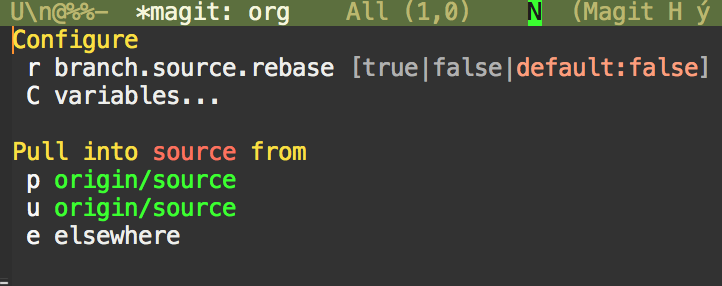 U\n@%%- *magit: org All (1,0) N (Magit H ý
Configure
r branch.source.rebase [true|false|default:false]
C variables...
Pull into source from
p origin/source
u origin/source
e elsewhere